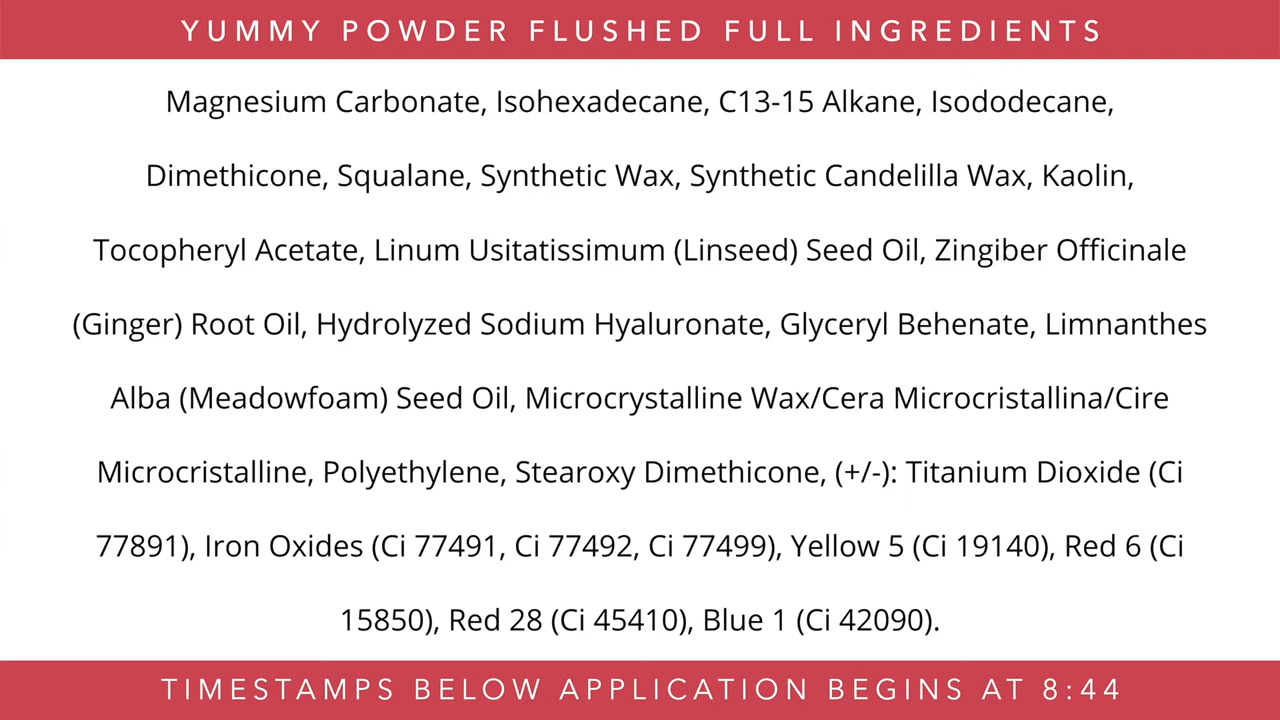 YUMMY POWDER FLUSHED FULL INGREDIENTS
Magnesium Carbonate, Isohexadecane, C13-15 Alkane, Isododecane,
Dimethicone, Squalane, Synthetic Wax, Synthetic Candelilla Wax, Kaolin,
Tocopheryl Acetate, Linum Usitatissimum (Linseed) Seed Oil, Zingiber Officinale
(Ginger) Root Oil, Hydrolyzed Sodium Hyaluronate, Glyceryl Behenate, Limnanthes
Alba (Meadowfoam) Seed Oil, Microcrystalline Wax/Cera Microcristallina/Cire
Microcristalline, Polyethylene, Stearoxy Dimethicone, (+/-): Titanium Dioxide (Ci
77891), Iron Oxides (Ci 77491, Ci 77492, Ci 77499), Yellow 5 (Ci 19140), Red 6 (Ci
15850), Red 28 (Ci 45410), Blue 1 (Ci 42090).
TIMESTAMPS BELOW APPLICATION BEGINS AT 8:44